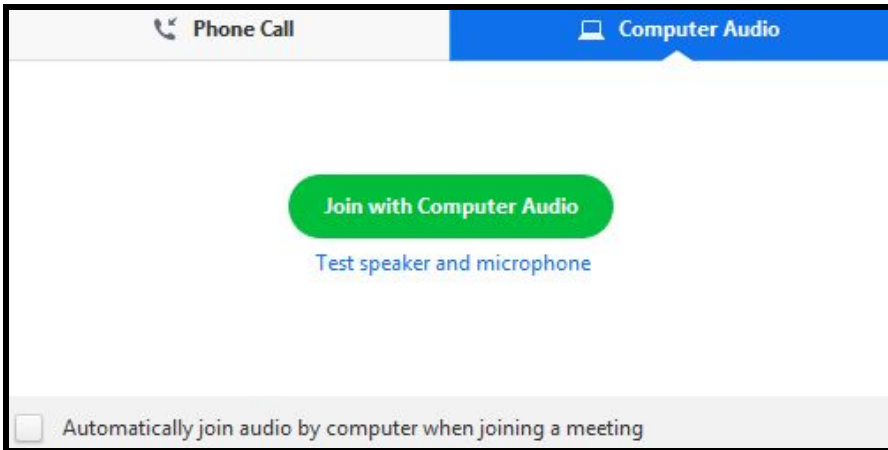 Phone Call
Computer Audio
Join with Computer Audio
Test speaker and microphone
Automatically join audio by computer when joining a meeting